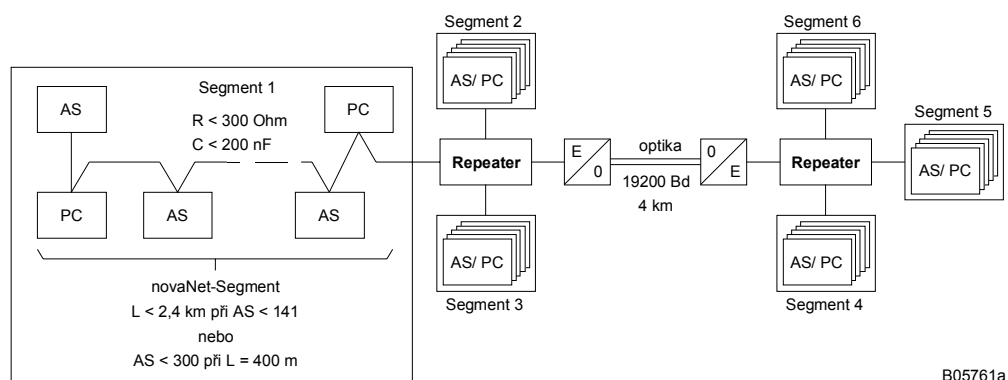 Segment 1
AS
PC
R < 300 Ohm
C < 200 nF
PC
AS
AS
novaNet-Segment
L < 2,4 km při AS < 141
nebo
AS < 300 při L = 400 m
Segment 2
AS/ PC
Repeater
AS/ PC
Segment 3
E
0
optika
19200 Bd
4 km
0
E
Segment 6
AS/ PC
Repeater
Segment 5
AS/ PC
AS/ PC
Segment 4
B05761a